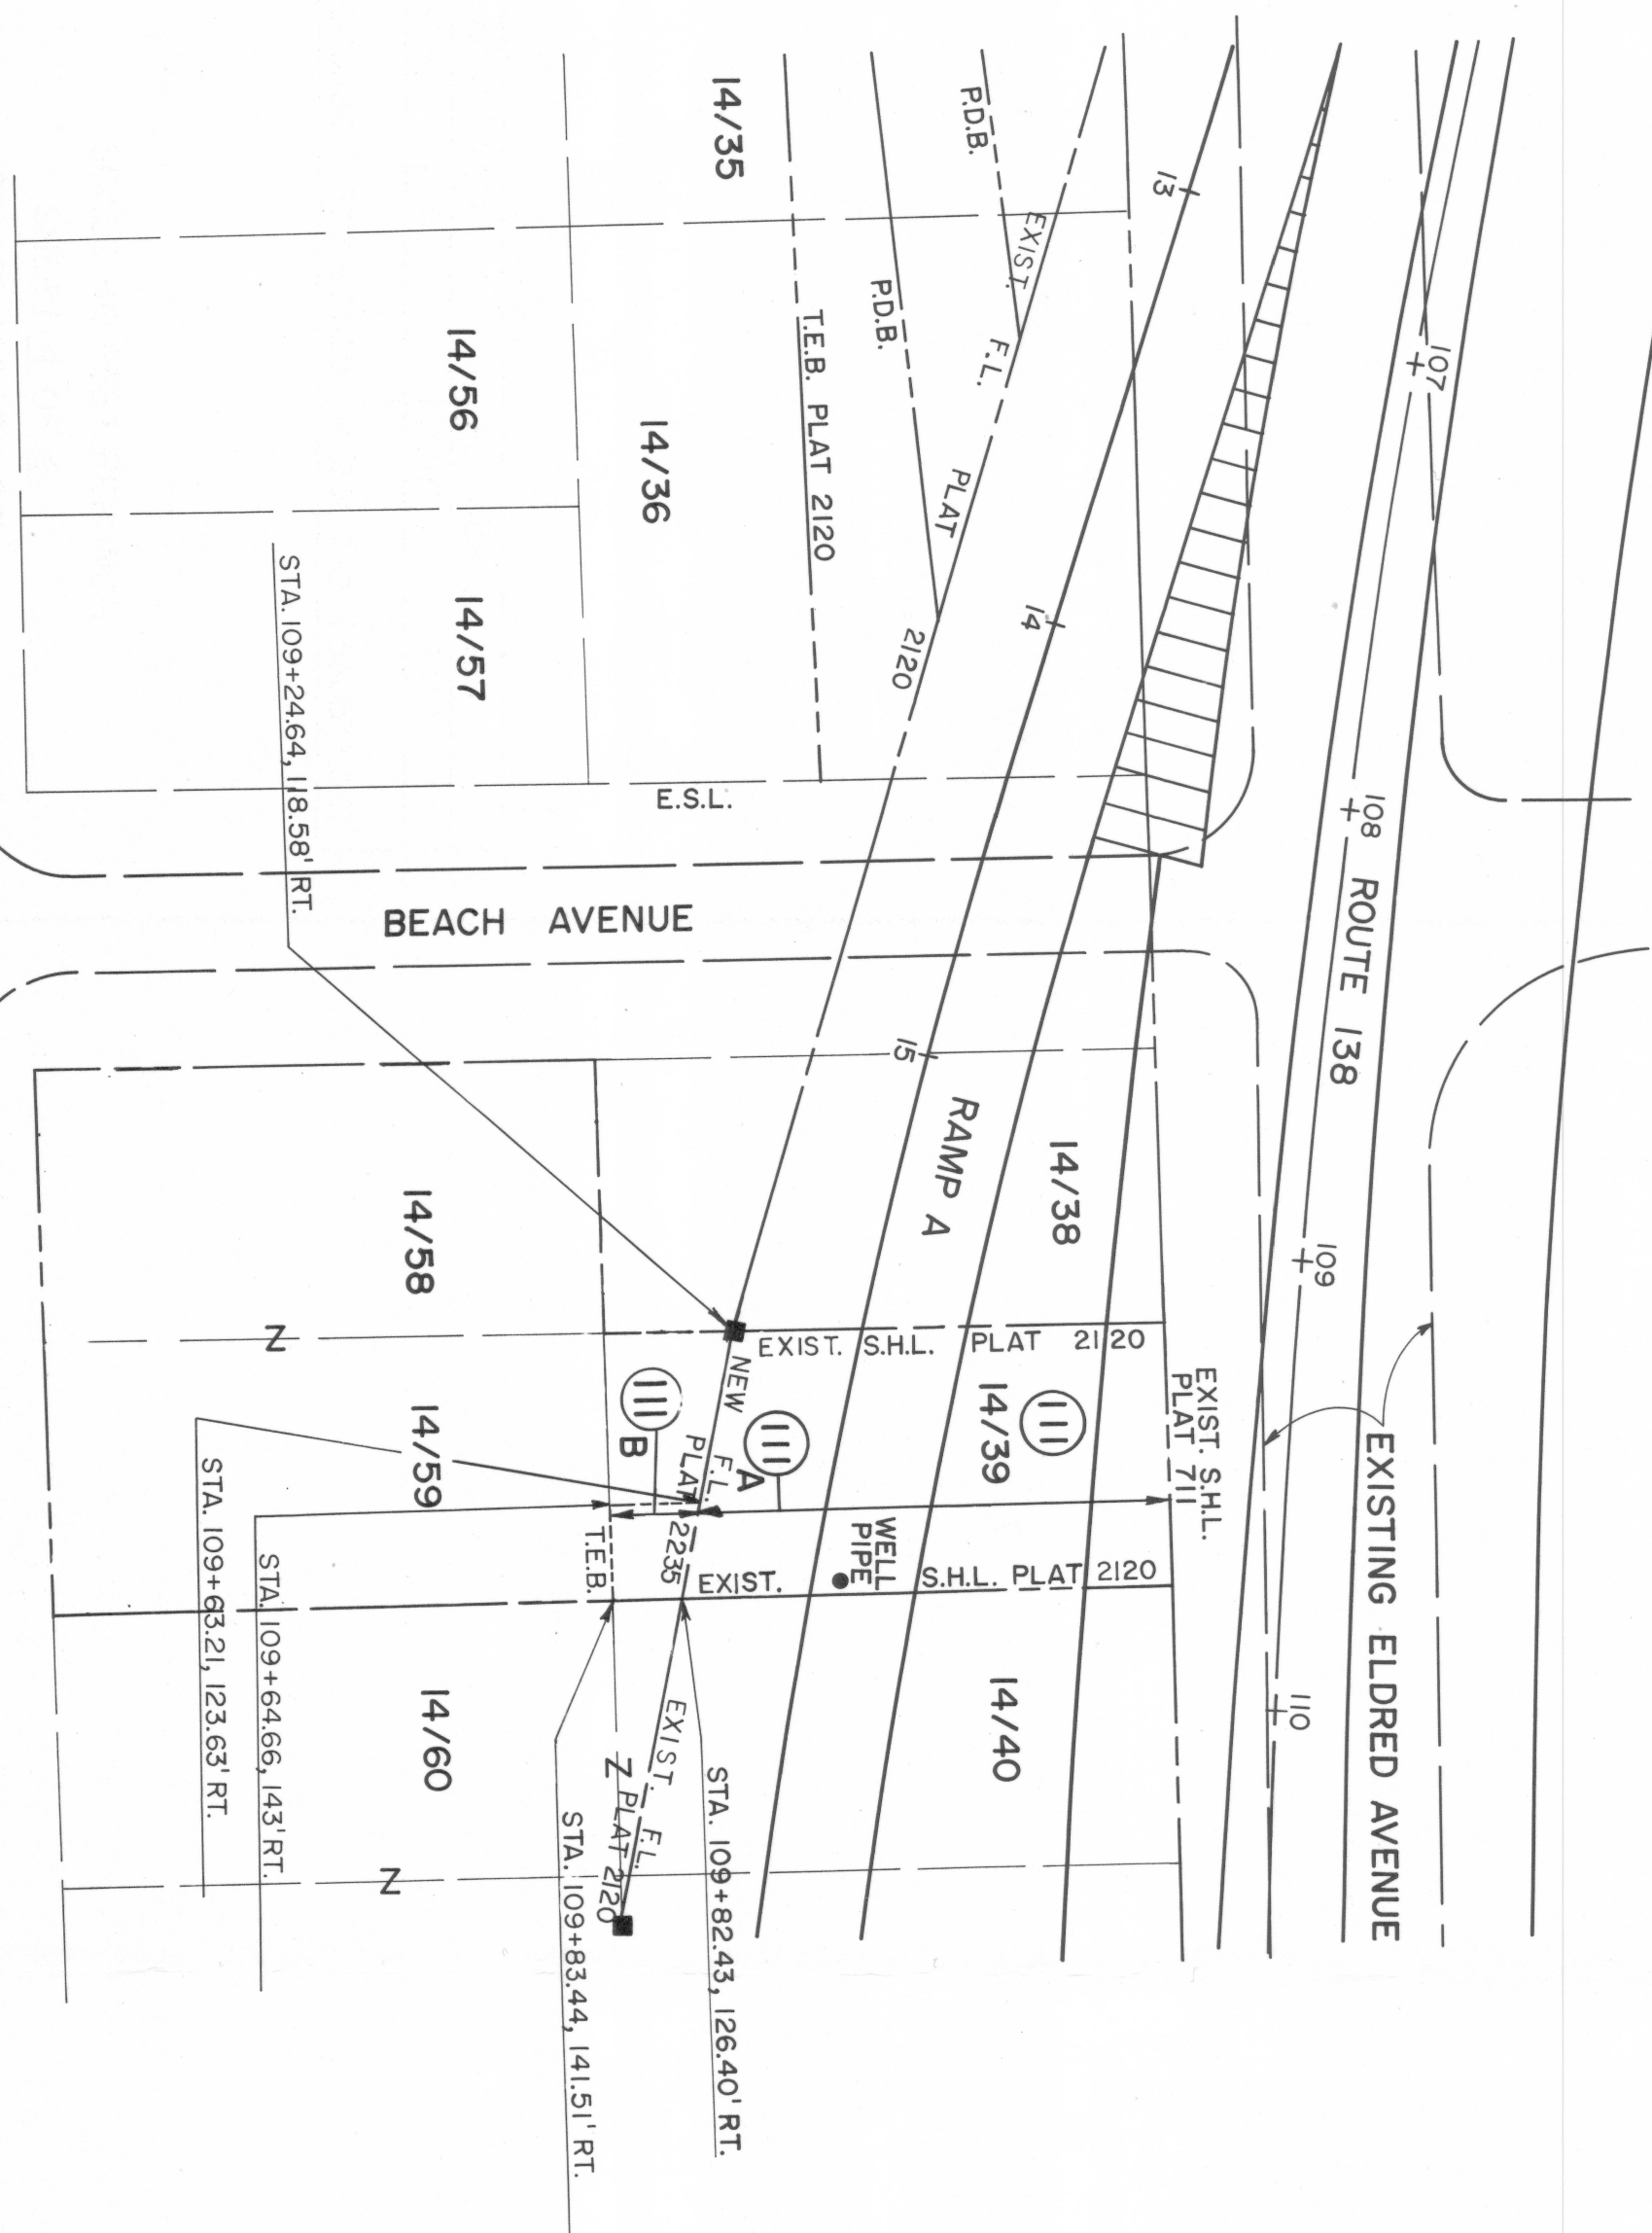 EXISTING ELDRED AVENUE
ROUTE 138
107
108
109
110
EXIST. S.H.L.
PLAT 711
13
14
15
RAMP A
14/38
14/39
14/40
111
EXIST. S.H.L. PLAT 2120
EXIST. S.H.L. PLAT 2120
WELL
PIPE
P.D.B.
P.D.B.
EXIST. F.L. PLAT 2120
T.E.B. PLAT 2120
14/35
14/36
E.S.L.
BEACH AVENUE
111
A
111
B
NEW F.L.
PLAT 2235
T.E.B.
EXIST. F.L.
PLAT 2120
Z
Z
Z
14/56
14/57
14/58
14/59
14/60
STA. 109+24.64, 118.58' RT.
STA. 109+82.43, 126.40' RT.
STA. 109+83.44, 141.51' RT.
STA. 109+64.66, 143' RT.
STA. 109+63.21, 123.63' RT.